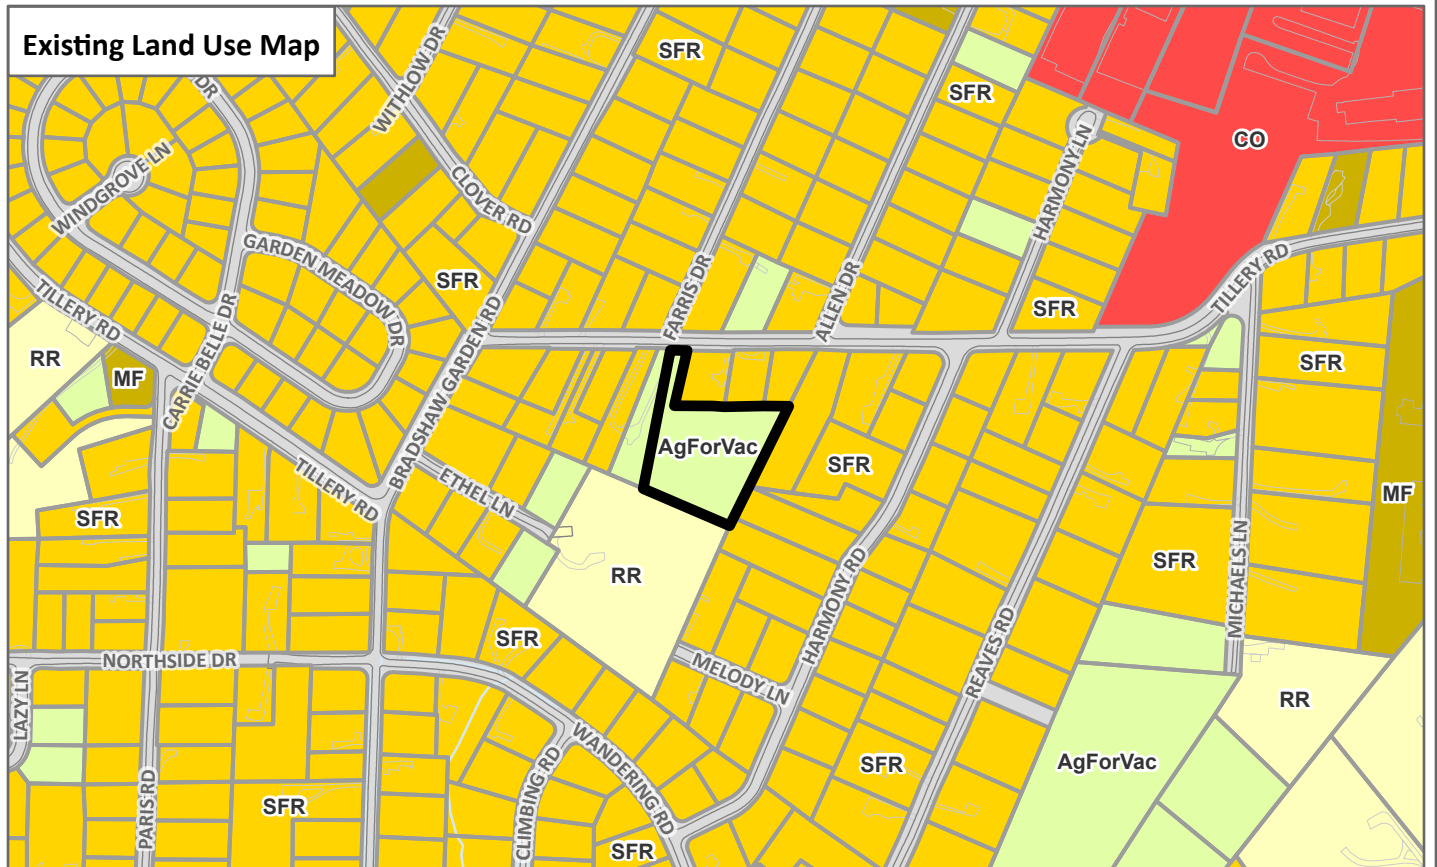 Existing Land Use Map
WITHLOW DR
SFR
DR
SFR
CO
HARMONY LN
WINDGROVE LN
CLOVER RD
GARDEN MEADOW DR
SFR
FARRIS DR
ALLEN DR
TILLERY RD
TILLERY RD
SFR
BRADSHAW GARDEN RD
CARRIE BELLE DR
RR
MF
SFR
AgForVac
SFR
TILLERY RD
ETHEL LN
MF
SFR
RR
SFR
HARMONY RD
MICHAELS LN
SFR
REAVES RD
NORTHSIDE DR
MELODY LN
LAZY LN
RR
WANDERING RD
AgForVac
SFR
PARIS RD
SFR
CLIMBING RD
SFR